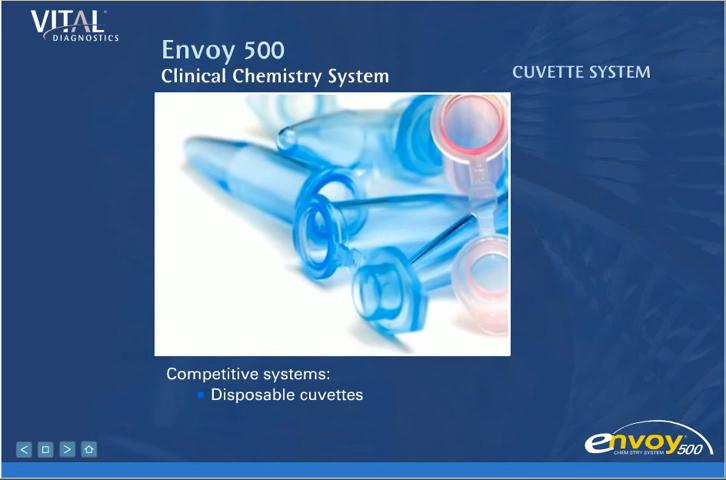 VITAL
DIAGNOSTICS
Envoy 500
Clinical Chemistry System
CUVETTE SYSTEM
Competitive systems:
Disposable cuvettes
envoy 500
CHEMISTRY SYSTEM